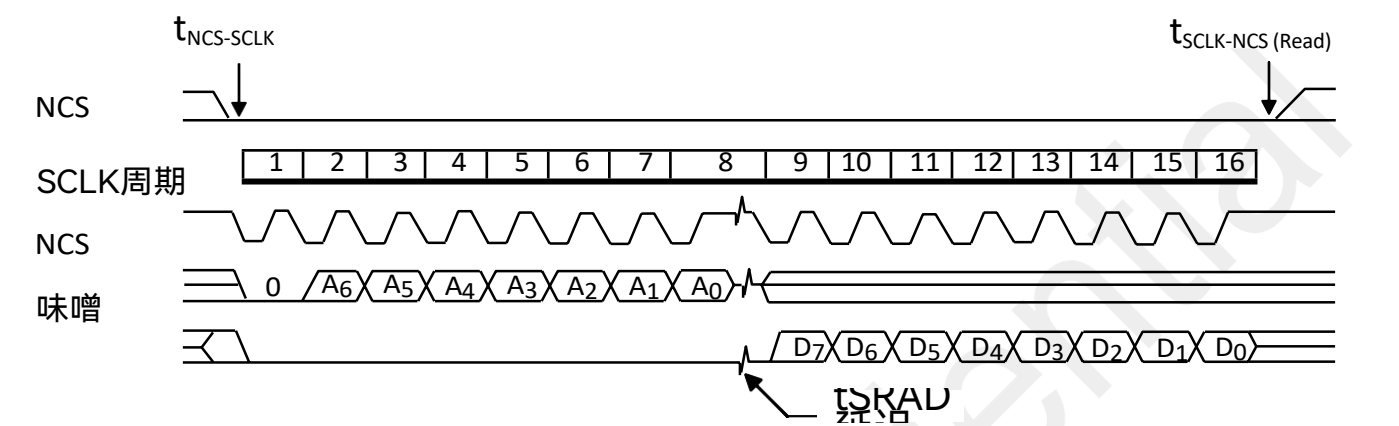 tNCS-SCLK
tSCLK-NCS (Read)
NCS
SCLK周期
1 2 3 4 5 6 7 8 9 10 11 12 13 14 15 16
NCS
0 A6 A5 A4 A3 A2 A1 A0
味噌
D7 D6 D5 D4 D3 D2 D1 D0
tSRAD